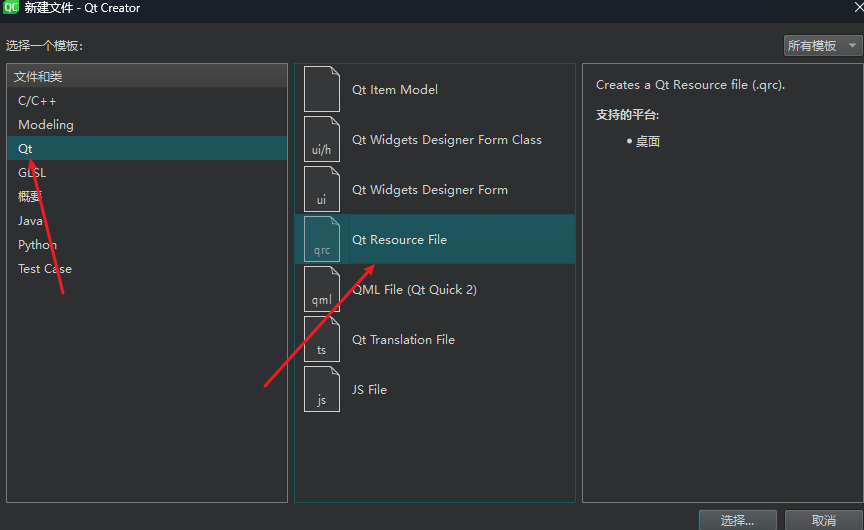 QC 新建文件 - Qt Creator
选择一个模板:
所有模板
文件和类
C/C++
Modeling
Qt
GLSL
概要
Java
Python
Test Case
Qt Item Model
ui/h Qt Widgets Designer Form Class
ui Qt Widgets Designer Form
qrc Qt Resource File
qml QML File (Qt Quick 2)
ts Qt Translation File
js JS File
Creates a Qt Resource file (.qrc).
支持的平台:
• 桌面
选择...
取消